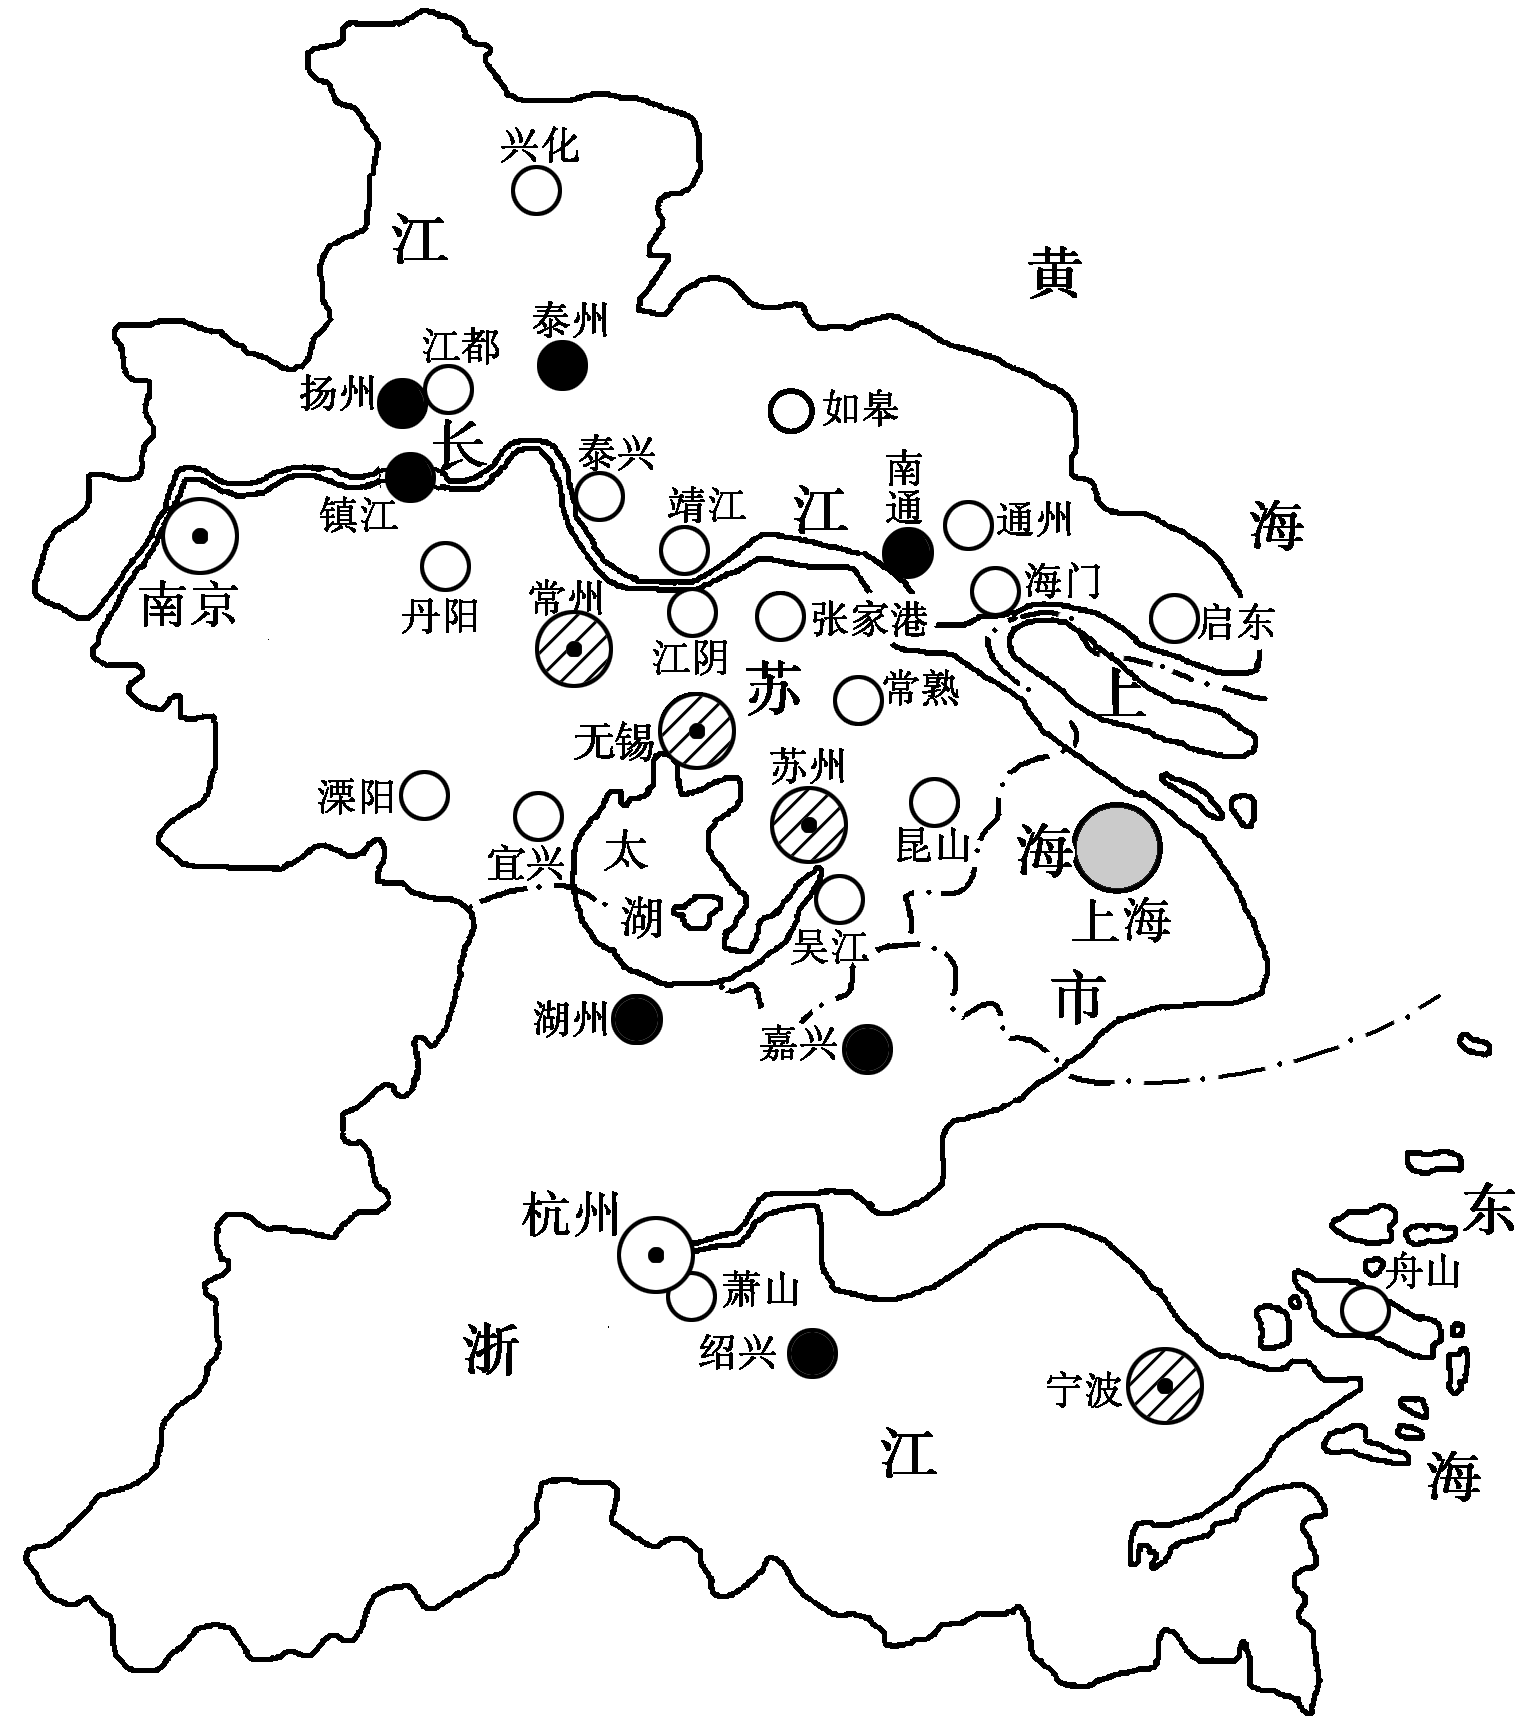 兴化
江
黄
泰州
江都
扬州
长
如皋
泰兴
南通
靖江
江
镇江
通州
海
海门
南京
丹阳
常州
张家港
启东
江阴
苏
常熟
上
无锡
苏州
溧阳
宜兴
太
昆山
海
湖
上海
吴江
市
湖州
嘉兴
杭州
东
舟山
萧山
浙
绍兴
宁波
江
海